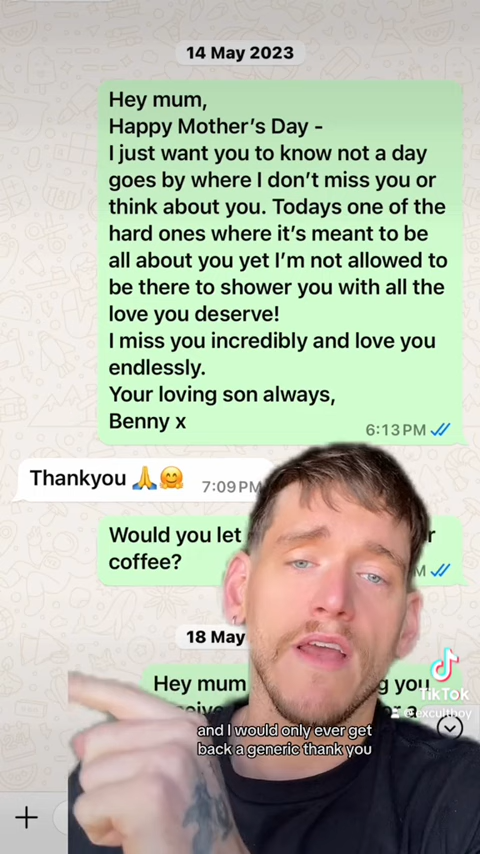 14 May 2023
Hey mum,
Happy Mother's Day -
I just want you to know not a day
goes by where I don't miss you or
think about you. Todays one of the
hard ones where it's meant to be
all about you yet I'm not allowed to
be there to shower you with all the
love you deserve!
I miss you incredibly and love you
endlessly.
Your loving son always,
Benny x
6:13 PM
Thankyou 🙏🤗
7:09 PM
Would you let
coffee?
18 May
Hey mum
you
TikTok
@excultboy
and I would only ever get
back a generic thank you